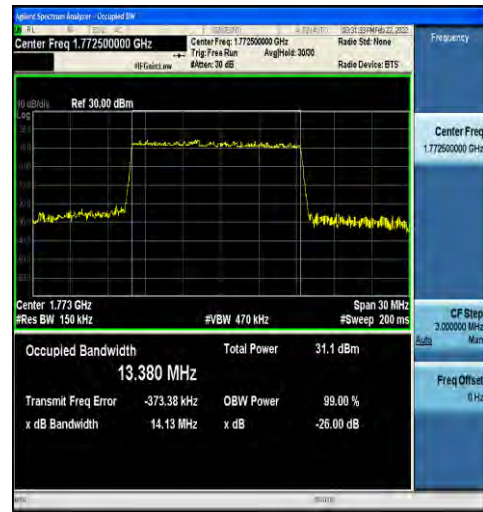 Agilent Spectrum Analyzer - Occupied BW
Center Freq 1.772500000 GHz
Center Freq: 1.772500000 GHz
Radio Std: None
Trig: Free Run Avg|Hold: 30/30
#IFGain:Low #Atten: 30 dB Radio Device: BTS
Frequency
10 dB/div Ref 30.00 dBm
Log
Center Freq
1.772500000 GHz
Center 1.773 GHz Span 30 MHz
#Res BW 150 kHz #VBW 470 kHz #Sweep 200 ms
CF Step
3.000000 MHz
Auto Man
Occupied Bandwidth Total Power 31.1 dBm
13.380 MHz
Freq Offset
0 Hz
Transmit Freq Error -373.38 kHz OBW Power 99.00 %
x dB Bandwidth 14.13 MHz x dB -26.00 dB